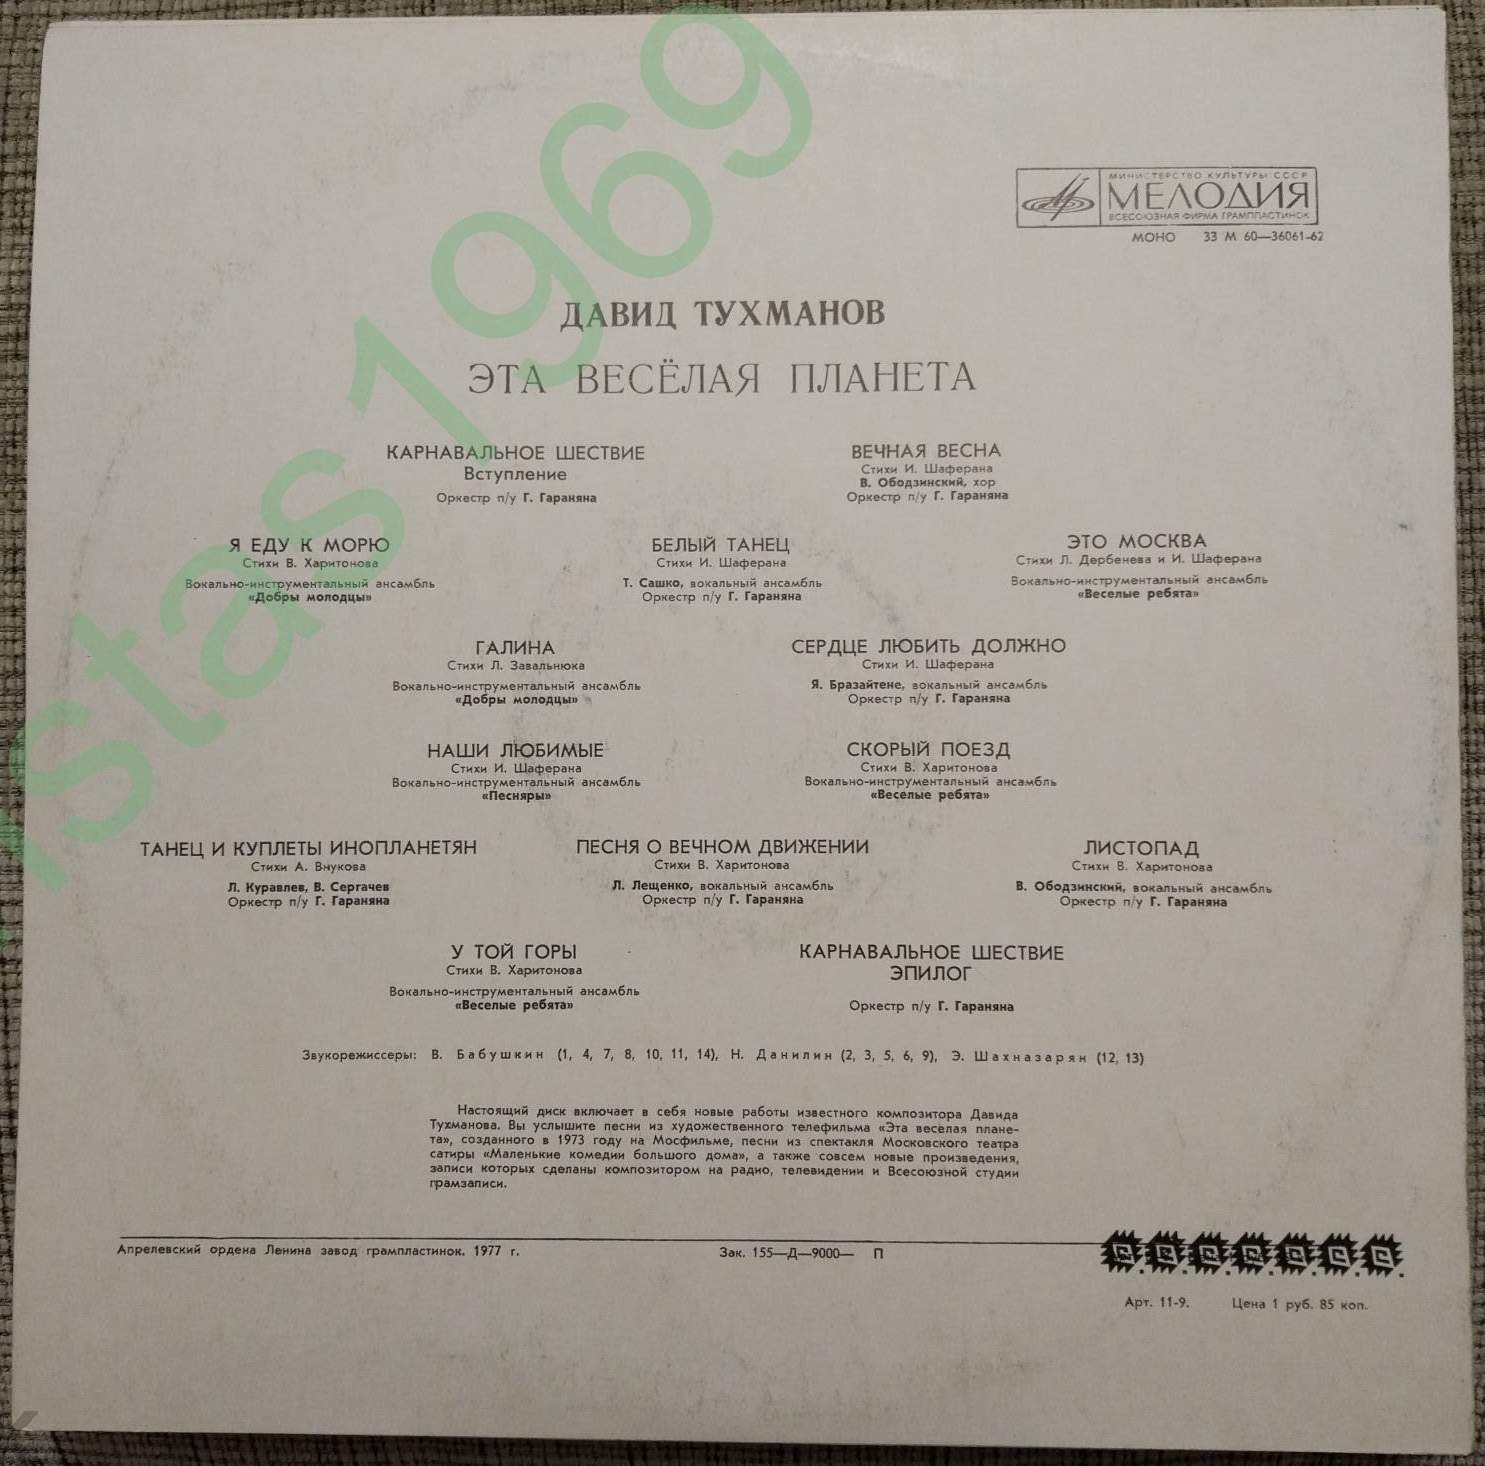 МИНИСТЕРСТВО КУЛЬТУРЫ СССР
МЕЛОДИЯ
ВСЕСОЮЗНАЯ ФИРМА ГРАМПЛАСТИНОК
МОНО 33 М 60—36061-62
stas1969
ДАВИД ТУХМАНОВ
ЭТА ВЕСЁЛАЯ ПЛАНЕТА
КАРНАВАЛЬНОЕ ШЕСТВИЕ
Вступление
Оркестр п/у Г. Гараняна
ВЕЧНАЯ ВЕСНА
Стихи И. Шаферана
В. Ободзинский, хор
Оркестр п/у Г. Гараняна
Я ЕДУ К МОРЮ
Стихи В. Харитонова
Вокально-инструментальный ансамбль
«Добры молодцы»
БЕЛЫЙ ТАНЕЦ
Стихи И. Шаферана
Т. Сашко, вокальный ансамбль
Оркестр п/у Г. Гараняна
ЭТО МОСКВА
Стихи Л. Дербенева и И. Шаферана
Вокально-инструментальный ансамбль
«Веселые ребята»
ГАЛИНА
Стихи Л. Завальнюка
Вокально-инструментальный ансамбль
«Добры молодцы»
СЕРДЦЕ ЛЮБИТЬ ДОЛЖНО
Стихи И. Шаферана
Я. Бразайтене, вокальный ансамбль
Оркестр п/у Г. Гараняна
НАШИ ЛЮБИМЫЕ
Стихи И. Шаферана
Вокально-инструментальный ансамбль
«Песняры»
СКОРЫЙ ПОЕЗД
Стихи В. Харитонова
Вокально-инструментальный ансамбль
«Веселые ребята»
ТАНЕЦ И КУПЛЕТЫ ИНОПЛАНЕТЯН
Стихи А. Внукова
Л. Куравлев, В. Сергачев
Оркестр п/у Г. Гараняна
ПЕСНЯ О ВЕЧНОМ ДВИЖЕНИИ
Стихи В. Харитонова
Л. Лещенко, вокальный ансамбль
Оркестр п/у Г. Гараняна
ЛИСТОПАД
Стихи В. Харитонова
В. Ободзинский, вокальный ансамбль
Оркестр п/у Г. Гараняна
У ТОЙ ГОРЫ
Стихи В. Харитонова
Вокально-инструментальный ансамбль
«Веселые ребята»
КАРНАВАЛЬНОЕ ШЕСТВИЕ
ЭПИЛОГ
Оркестр п/у Г. Гараняна
Звукорежиссеры: В. Бабушкин (1, 4, 7, 8, 10, 11, 14), Н. Данилин (2, 3, 5, 6, 9), Э. Шахназарян (12, 13)
Настоящий диск включает в себя новые работы известного композитора Давида
Тухманова. Вы услышите песни из художественного телефильма «Эта весёлая плане-
та», созданного в 1973 году на Мосфильме, песни из спектакля Московского театра
сатиры «Маленькие комедии большого дома», а также совсем новые произведения,
записи которых сделаны композитором на радио, телевидении и Всесоюзной студии
грамзаписи.
Апрелевский ордена Ленина завод грампластинок. 1977 г.
Зак. 155—Д—9000— П
Арт. 11-9. Цена 1 руб. 85 коп.